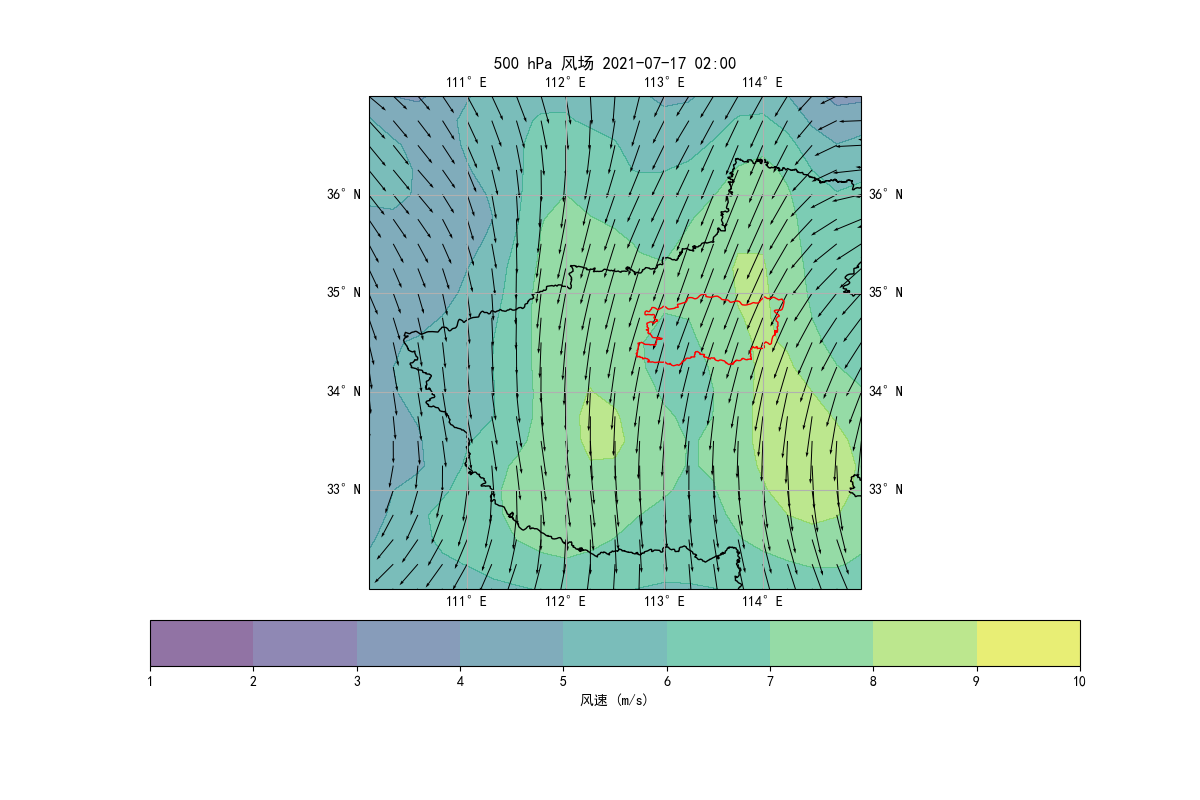 500 hPa 风场 2021-07-17 02:00
111° E 112° E 113° E 114° E
36° N 36° N
35° N 35° N
34° N 34° N
33° N 33° N
111° E 112° E 113° E 114° E
1 2 3 4 5 6 7 8 9 10
风速 (m/s)